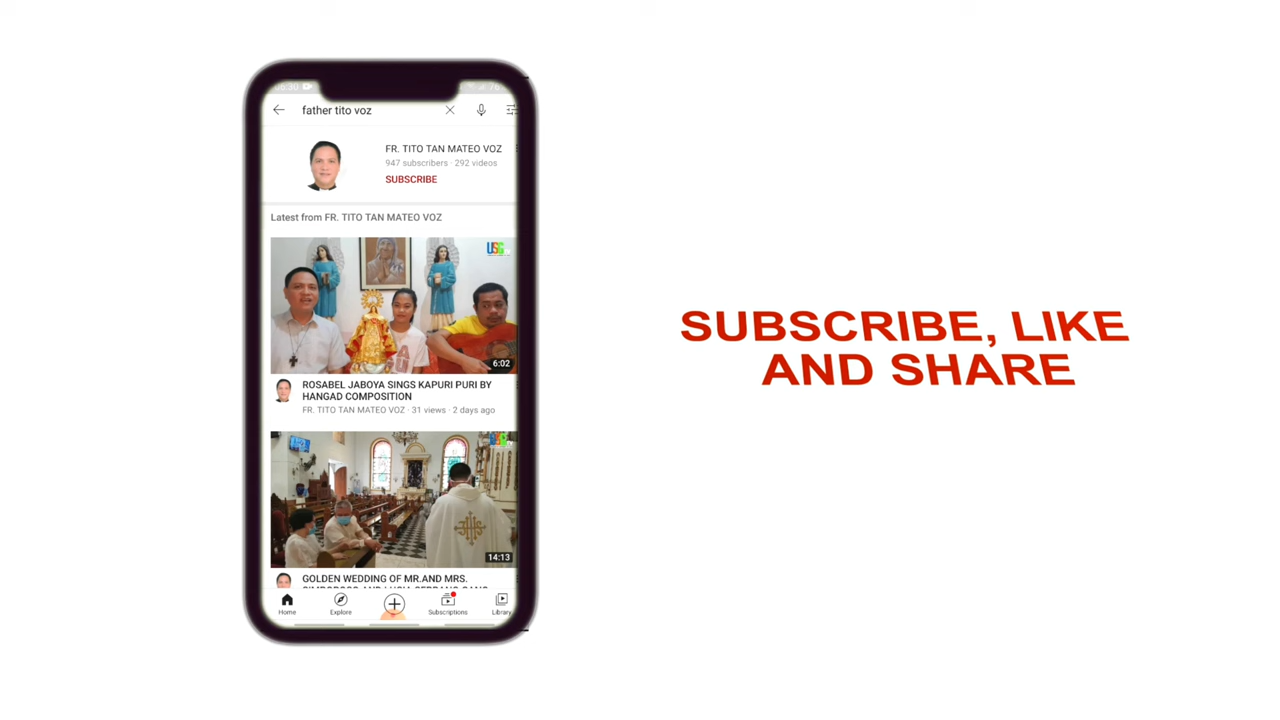 father tito voz
FR. TITO TAN MATEO VOZ
947 subscribers · 292 videos
SUBSCRIBE
Latest from FR. TITO TAN MATEO VOZ
6:02
ROSABEL JABOYA SINGS KAPURI PURI BY
HANGAD COMPOSITION
FR. TITO TAN MATEO VOZ · 31 views · 2 days ago
14:13
GOLDEN WEDDING OF MR.AND MRS.
Home
Explore
Subscriptions
Library
SUBSCRIBE, LIKE
AND SHARE